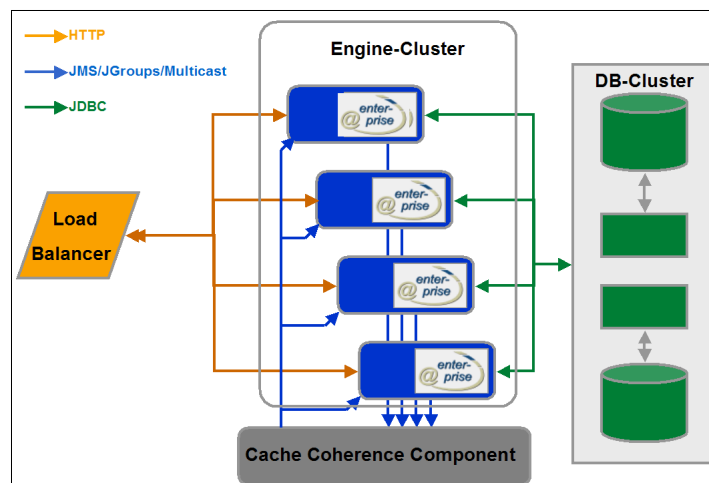 HTTP
JMS/JGroups/Multicast
JDBC
Engine-Cluster
DB-Cluster
@ enter-
prise
@ enter-
prise
@ enter-
prise
@ enter-
prise
Load
Balancer
Cache Coherence Component